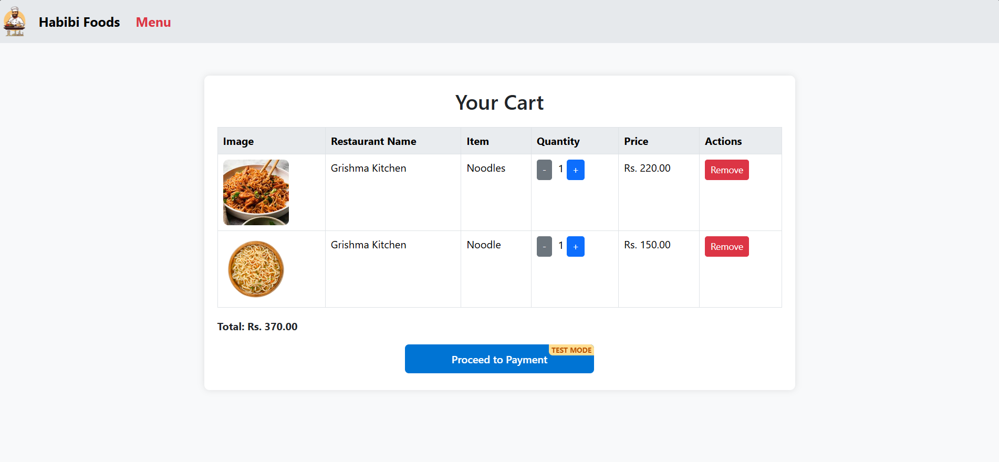 Habibi Foods Menu
Your Cart
Image Restaurant Name Item Quantity Price Actions
Grishma Kitchen Noodles - 1 + Rs. 220.00 Remove
Grishma Kitchen Noodle - 1 + Rs. 150.00 Remove
Total: Rs. 370.00
TEST MODE
Proceed to Payment